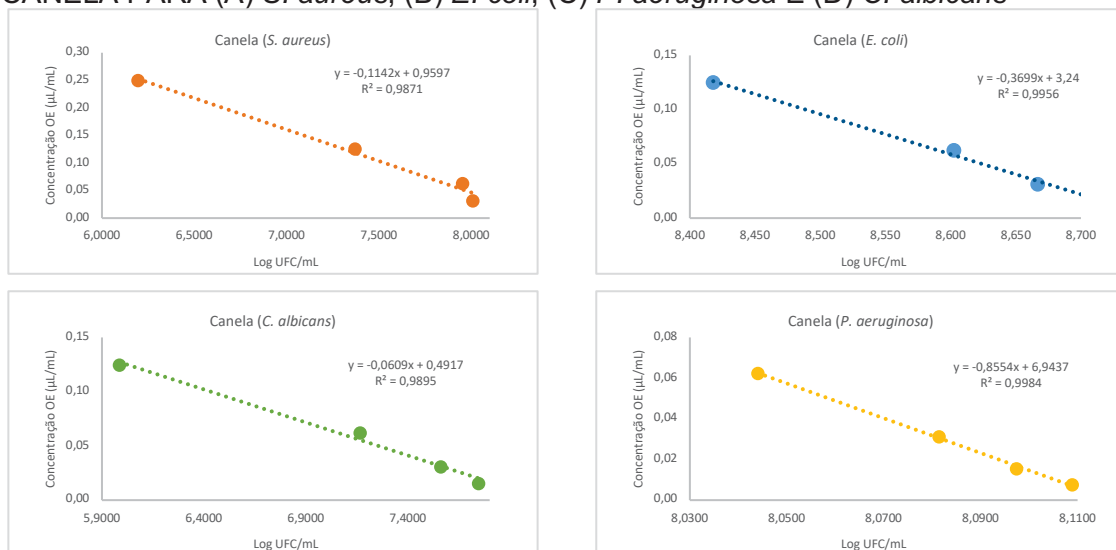 CANELA PARA (A) S. aureus, (B) E. coli, (C) P. aeruginosa E (D) C. albicans
Canela (S. aureus)
0,30
0,25
0,20
0,15
0,10
0,05
0,00
Concentração OE (µL/mL)
y = -0,1142x + 0,9597
R² = 0,9871
6,0000 6,5000 7,0000 7,5000 8,0000
Log UFC/mL
Canela (E. coli)
0,15
0,10
0,05
0,00
Concentração OE (µL/mL)
y = -0,3699x + 3,24
R² = 0,9956
8,400 8,450 8,500 8,550 8,600 8,650 8,700
Log UFC/mL
Canela (C. albicans)
0,15
0,10
0,05
0,00
Concentração OE (µL/mL)
y = -0,0609x + 0,4917
R² = 0,9895
5,9000 6,4000 6,9000 7,4000
Log UFC/mL
Canela (P. aeruginosa)
0,08
0,06
0,04
0,02
0,00
Concentração OE (µL/mL)
y = -0,8554x + 6,9437
R² = 0,9984
8,0300 8,0500 8,0700 8,0900 8,1100
Log UFC/mL